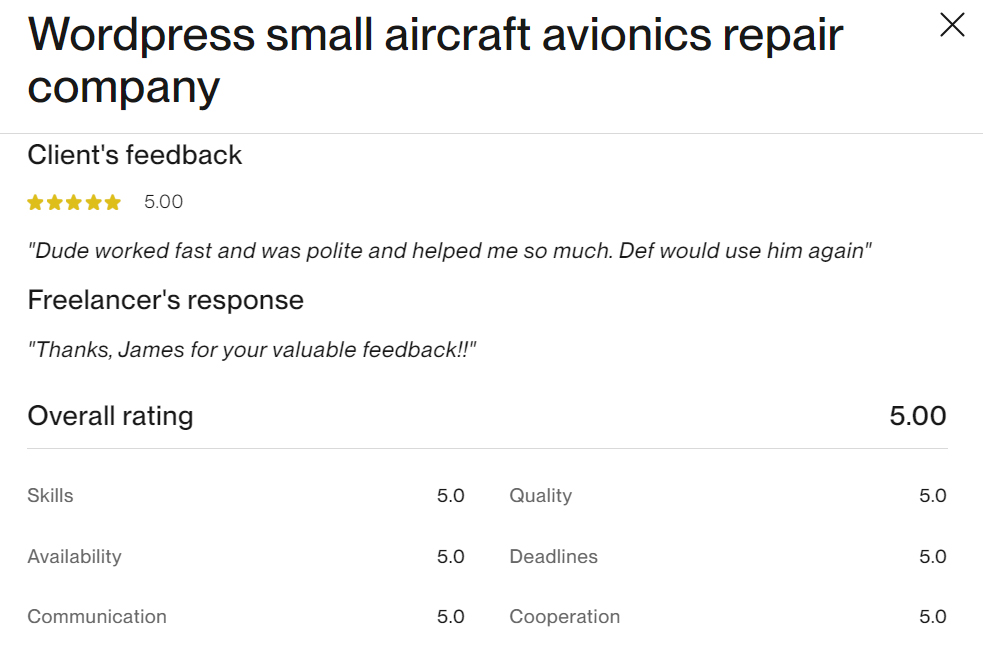 Wordpress small aircraft avionics repair
company
Client's feedback
5.00
"Dude worked fast and was polite and helped me so much. Def would use him again"
Freelancer's response
"Thanks, James for your valuable feedback!!"
Overall rating 5.00
Skills 5.0 Quality 5.0
Availability 5.0 Deadlines 5.0
Communication 5.0 Cooperation 5.0